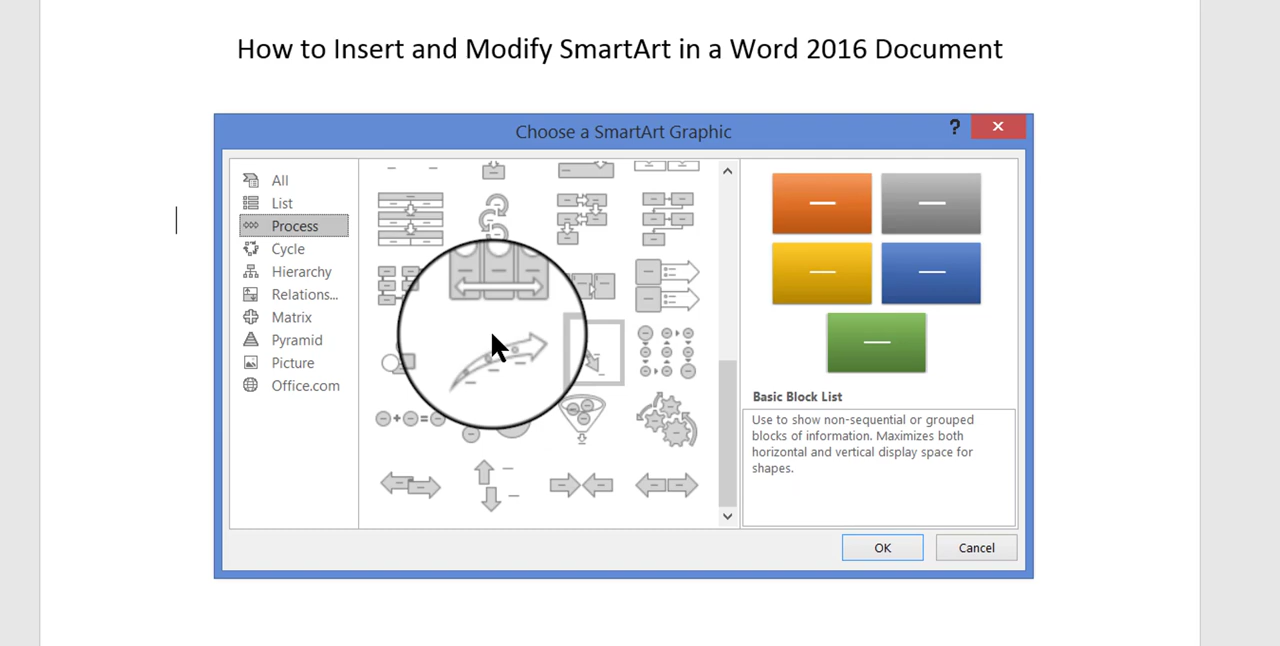 How to Insert and Modify SmartArt in a Word 2016 Document
Choose a SmartArt Graphic
?
All
List
Process
Cycle
Hierarchy
Relations...
Matrix
Pyramid
Picture
Office.com
Basic Block List
Use to show non-sequential or grouped
blocks of information. Maximizes both
horizontal and vertical display space for
shapes.
OK
Cancel